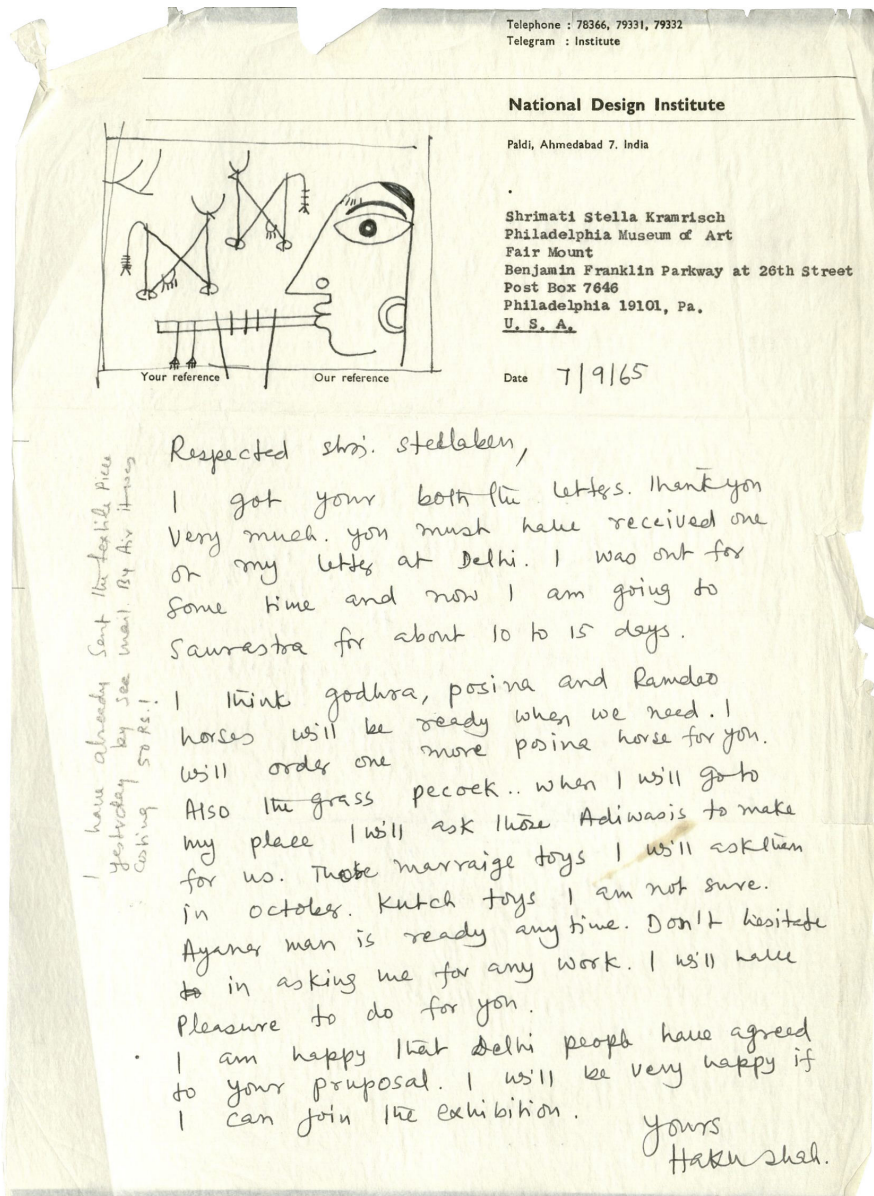 Telephone : 78366, 79331, 79332
Telegram : Institute
National Design Institute
Paldi, Ahmedabad 7. India
Shrimati Stella Kramrisch
Philadelphia Museum of Art
Fair Mount
Benjamin Franklin Parkway at 26th Street
Post Box 7646
Philadelphia 19101, Pa.
U. S. A.
Your reference
Our reference
Date 7/9/65
Respected shri. stellaben,
I got your both the letters. Thank you
very much. you must have received one
or my letter at Delhi. I was out for
some time and now I am going to
Saurastra for about 10 to 15 days.
I think godhra, posina and Ramdeo
horses will be ready when we need. I
will order one more posina horse for you.
Also the grass pecock.. when I will go to
my place I will ask those Adiwasis to make
for us. Those marraige toys I will ask them
in october. Kutch toys I am not sure.
Ayanar man is ready any time. Don't hesitate
in asking me for any work. I will have
pleasure to do for you.
I am happy that Delhi people have agreed
to your pruposal. I will be very happy if
I can join the exhibition.
Yours
Haku shah.
I have already sent the textile piece
yesterday by see mail. By Air it was
costing 50 Rs.!